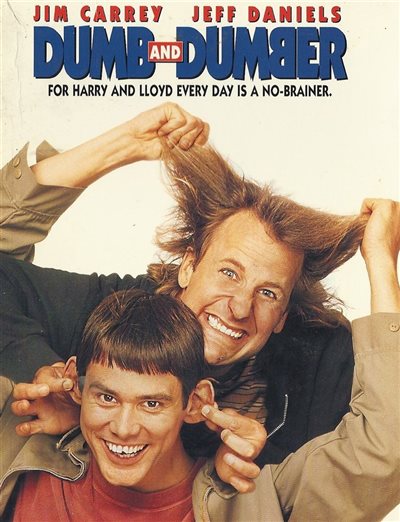 JIM CARREY JEFF DANIELS
DUMB AND DUMBER
FOR HARRY AND LLOYD EVERY DAY IS A NO-BRAINER.